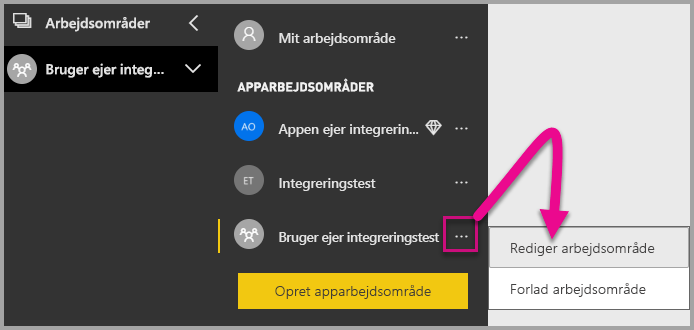 Arbejdsområder
Bruger ejer integ...
Mit arbejdsområde
APPARBEJDSOMRÅDER
AO
Appen ejer integrerin...
ET
Integreringstest
Bruger ejer integreringstest
Opret apparbejdsområde
Rediger arbejdsområde
Forlad arbejdsområde